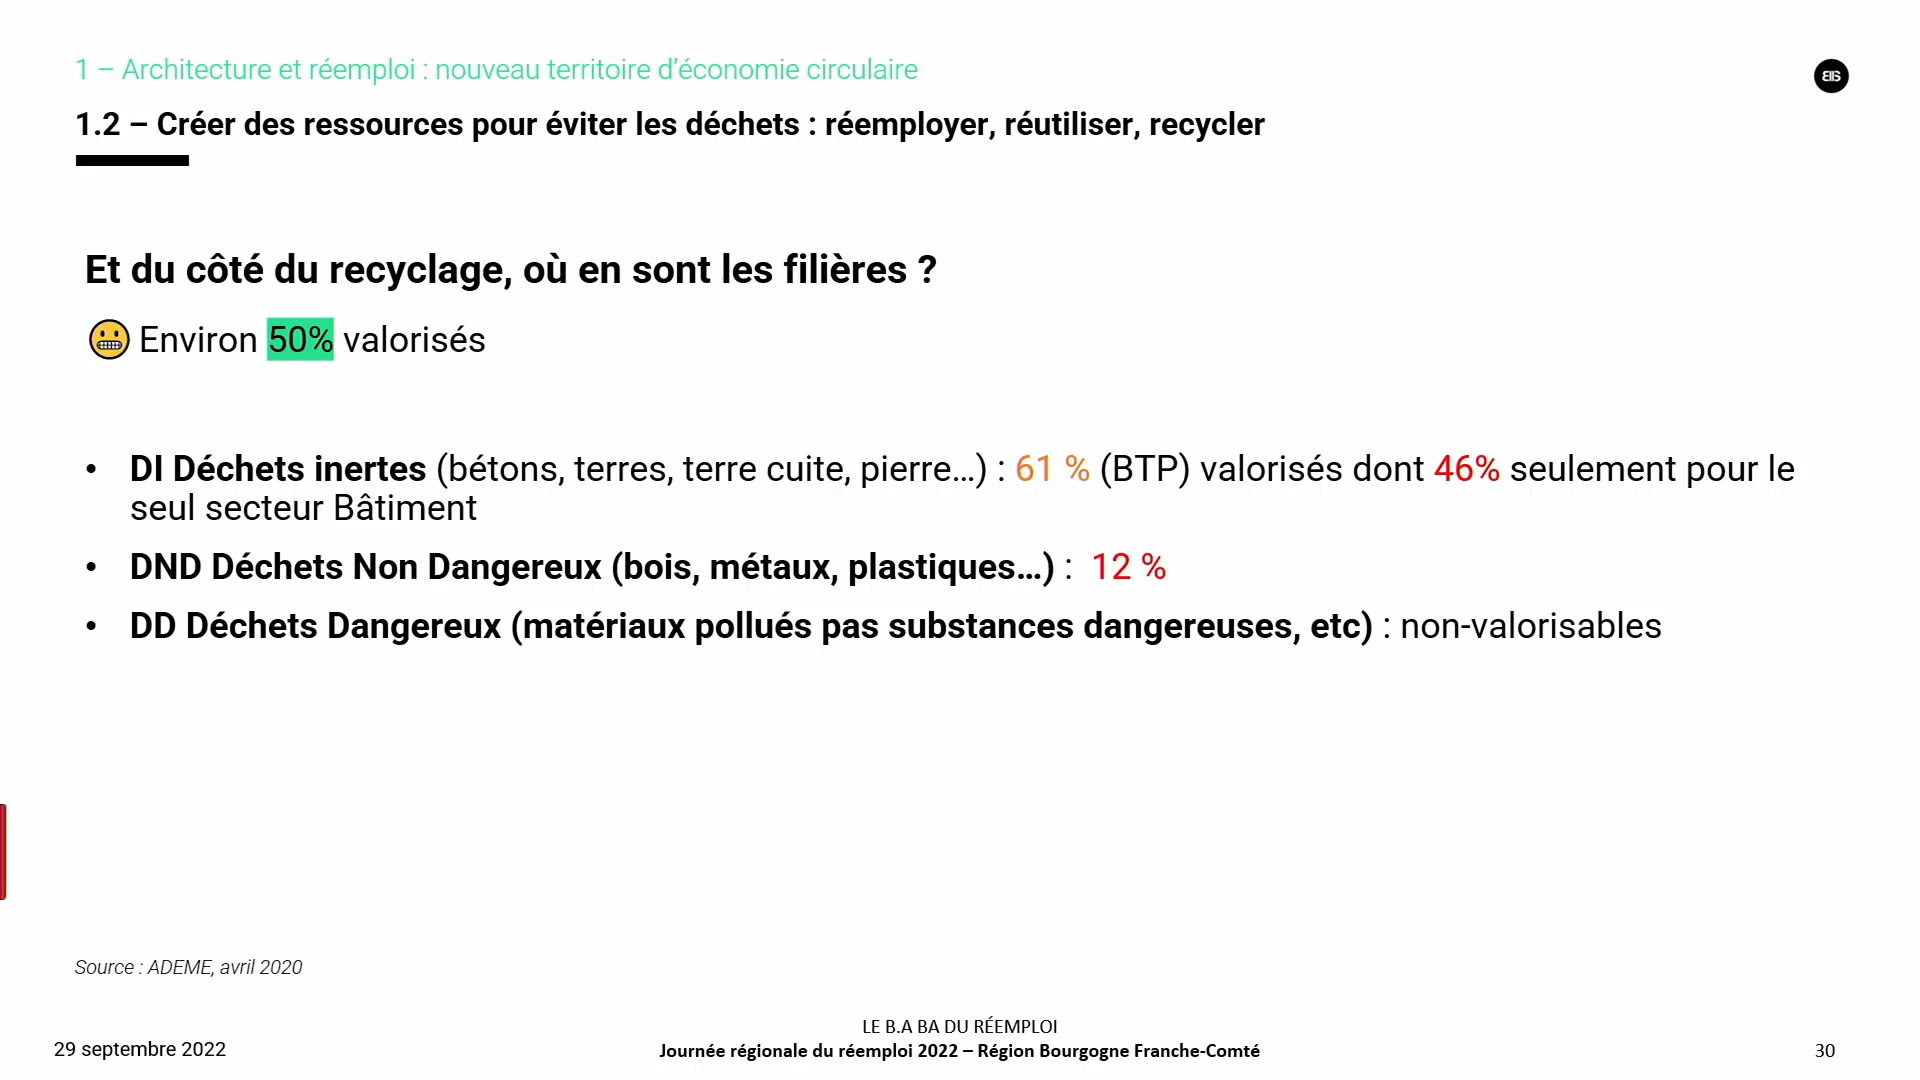 1 – Architecture et réemploi : nouveau territoire d’économie circulaire
1.2 – Créer des ressources pour éviter les déchets : réemployer, réutiliser, recycler
Et du côté du recyclage, où en sont les filières ?
😬 Environ 50% valorisés
• DI Déchets inertes (bétons, terres, terre cuite, pierre…) : 61 % (BTP) valorisés dont 46% seulement pour le
seul secteur Bâtiment
• DND Déchets Non Dangereux (bois, métaux, plastiques…) : 12 %
• DD Déchets Dangereux (matériaux pollués pas substances dangereuses, etc) : non-valorisables
Source : ADEME, avril 2020
LE B.A BA DU RÉEMPLOI
29 septembre 2022
Journée régionale du réemploi 2022 – Région Bourgogne Franche-Comté
30